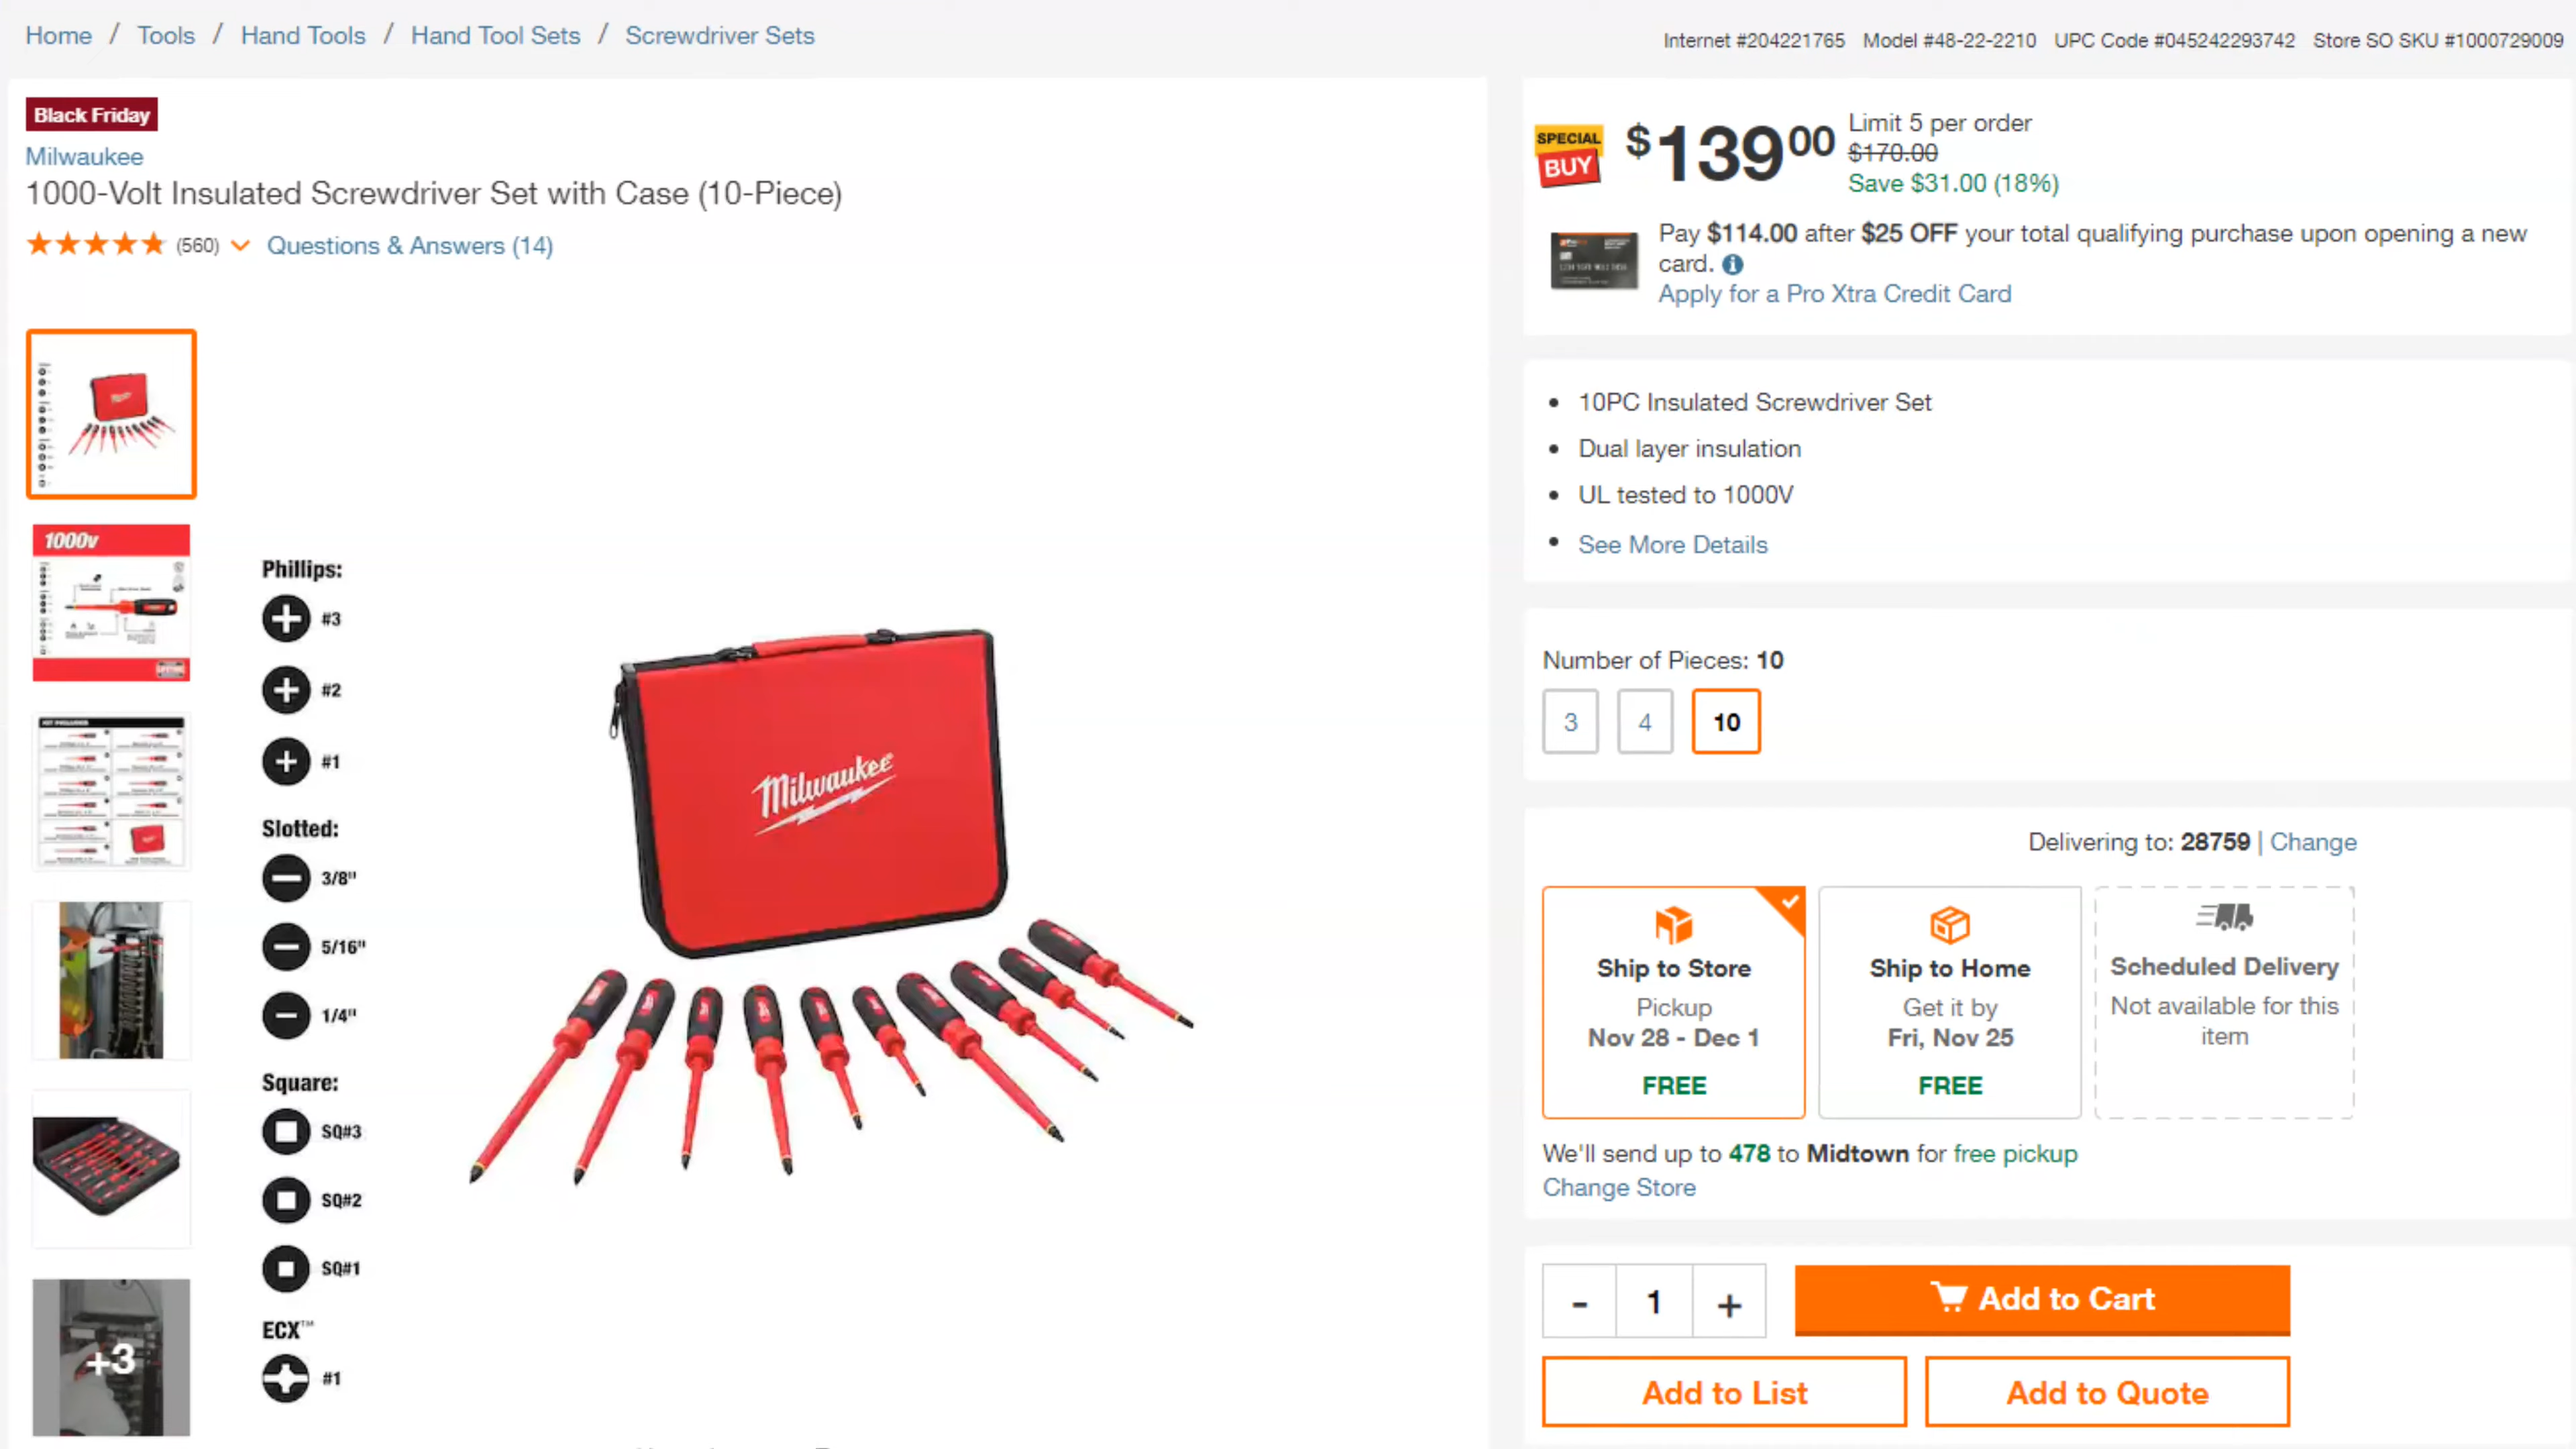 Home / Tools / Hand Tools / Hand Tool Sets / Screwdriver Sets
Internet #204221765 Model #48-22-2210 UPC Code #045242293742 Store SO SKU #1000729009
Black Friday
Milwaukee
1000-Volt Insulated Screwdriver Set with Case (10-Piece)
(560) Questions & Answers (14)
1000v
+3
Phillips:
#3
#2
#1
Slotted:
3/8"
5/16"
1/4"
Square:
SQ#3
SQ#2
SQ#1
ECX™
#1
Milwaukee
SPECIAL
BUY
$13900
Limit 5 per order
$170.00
Save $31.00 (18%)
Pay $114.00 after $25 OFF your total qualifying purchase upon opening a new
card.
Apply for a Pro Xtra Credit Card
• 10PC Insulated Screwdriver Set
• Dual layer insulation
• UL tested to 1000V
• See More Details
Number of Pieces: 10
3 4 10
Delivering to: 28759 | Change
Ship to Store
Pickup
Nov 28 - Dec 1
FREE
Ship to Home
Get it by
Fri, Nov 25
FREE
Scheduled Delivery
Not available for this
item
We'll send up to 478 to Midtown for free pickup
Change Store
- 1 +
Add to Cart
Add to List
Add to Quote